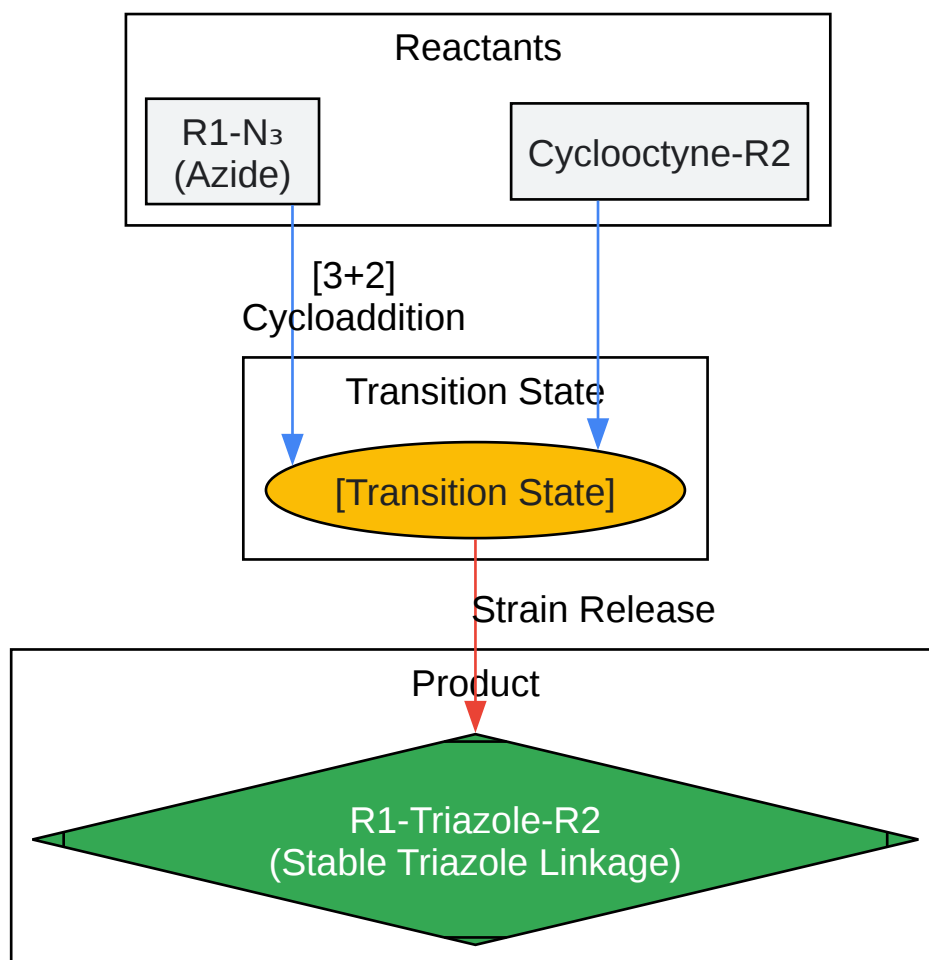 Reactants
R1-N₃
(Azide)
Cyclooctyne-R2
[3+2]
Cycloaddition
Transition State
[Transition State]
Strain Release
Product
R1-Triazole-R2
(Stable Triazole Linkage)